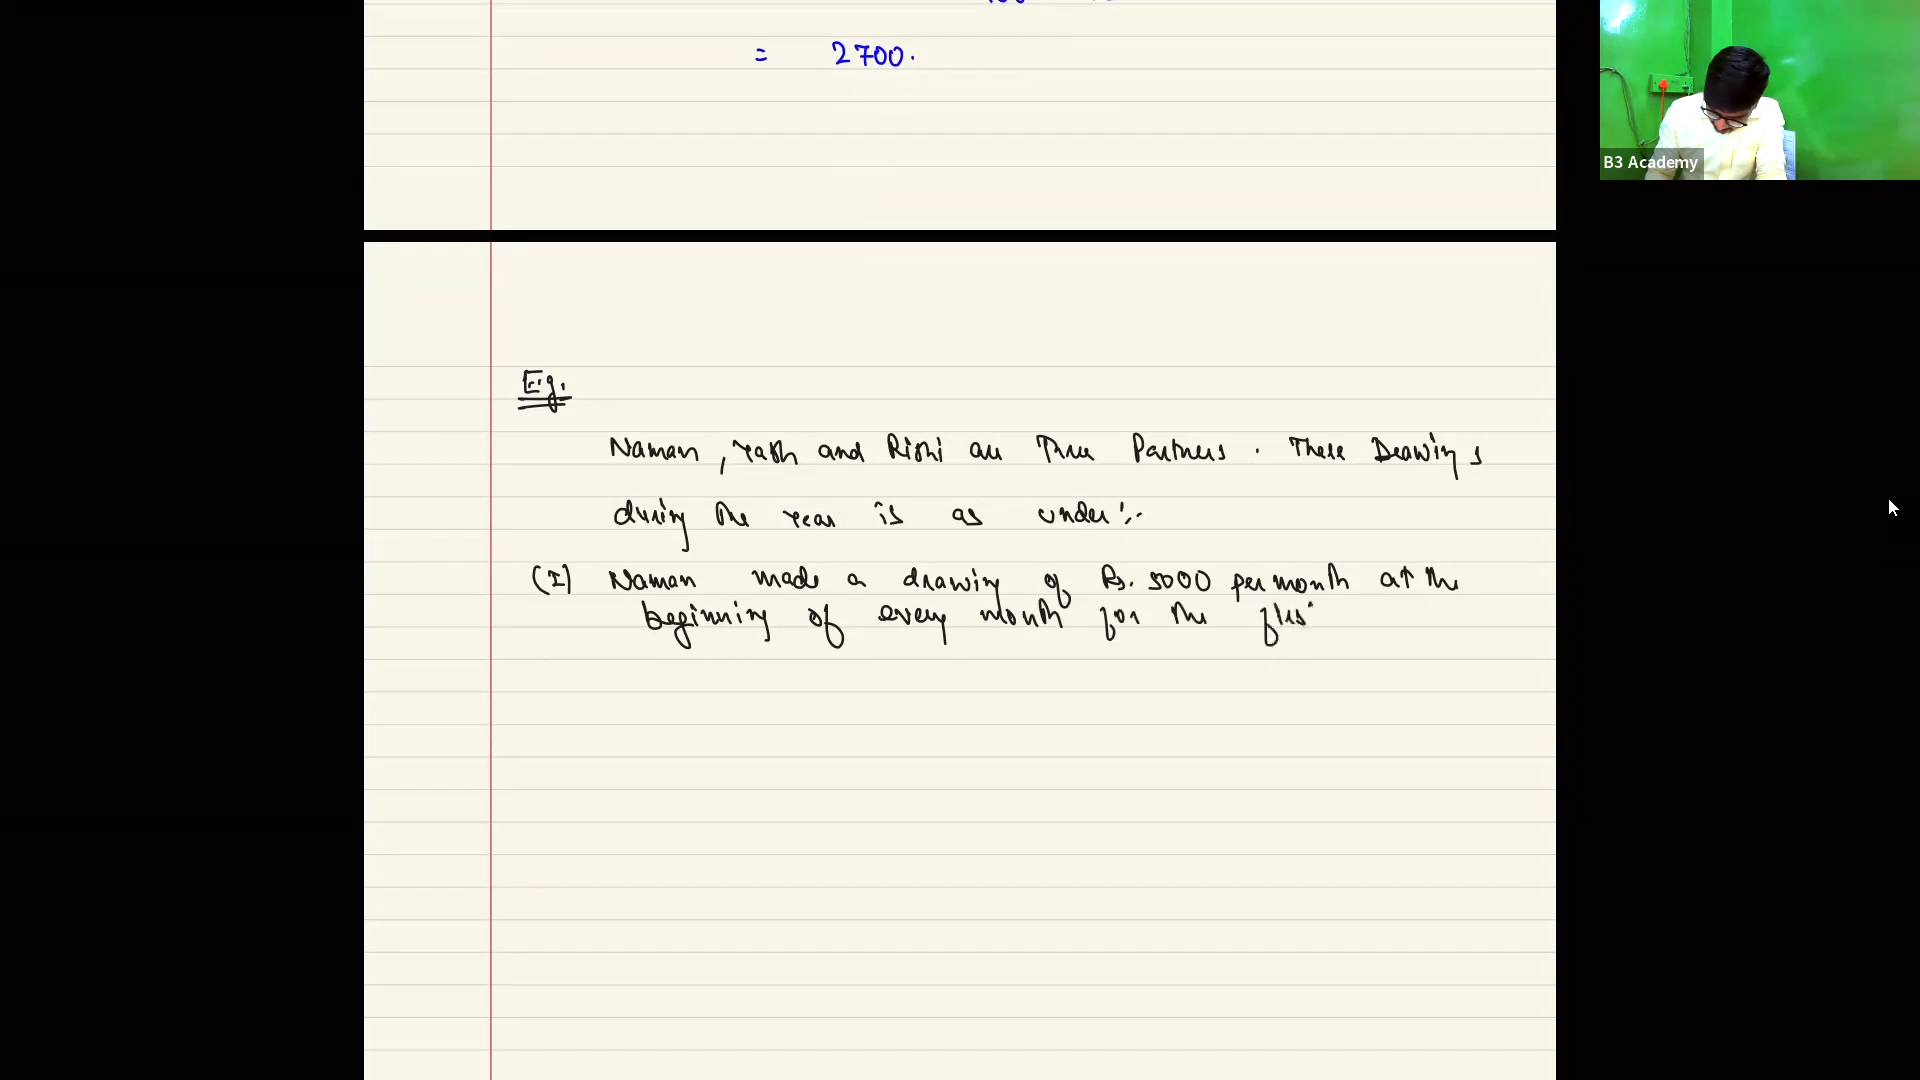 = 2700.
B3 Academy
E.g.
Naman, Yash and Rishi are Three Partners. There Drawings
during the year is as under:-
(I) Naman made a drawing of Rs. 5000 per month at the
beginning of every month for the